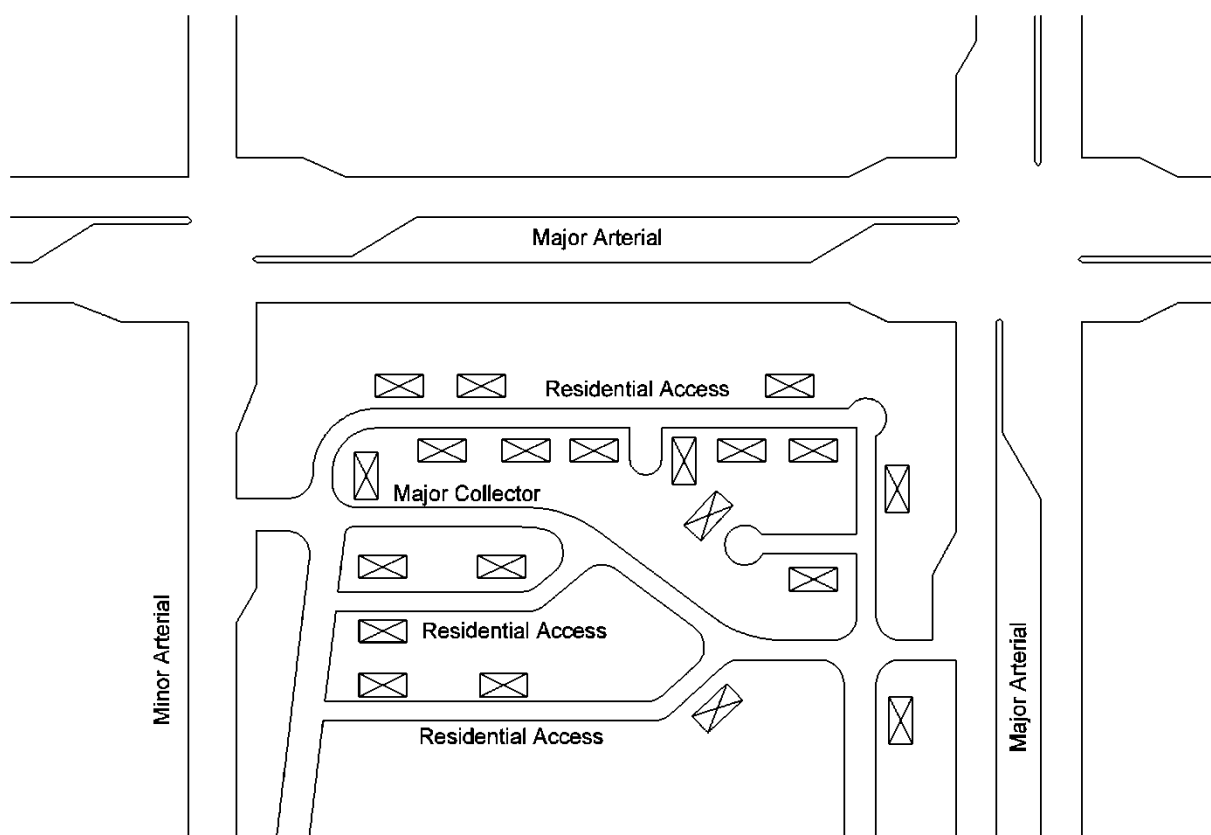 Major Arterial
Residential Access
Major Collector
Minor Arterial
Residential Access
Major Arterial
Residential Access